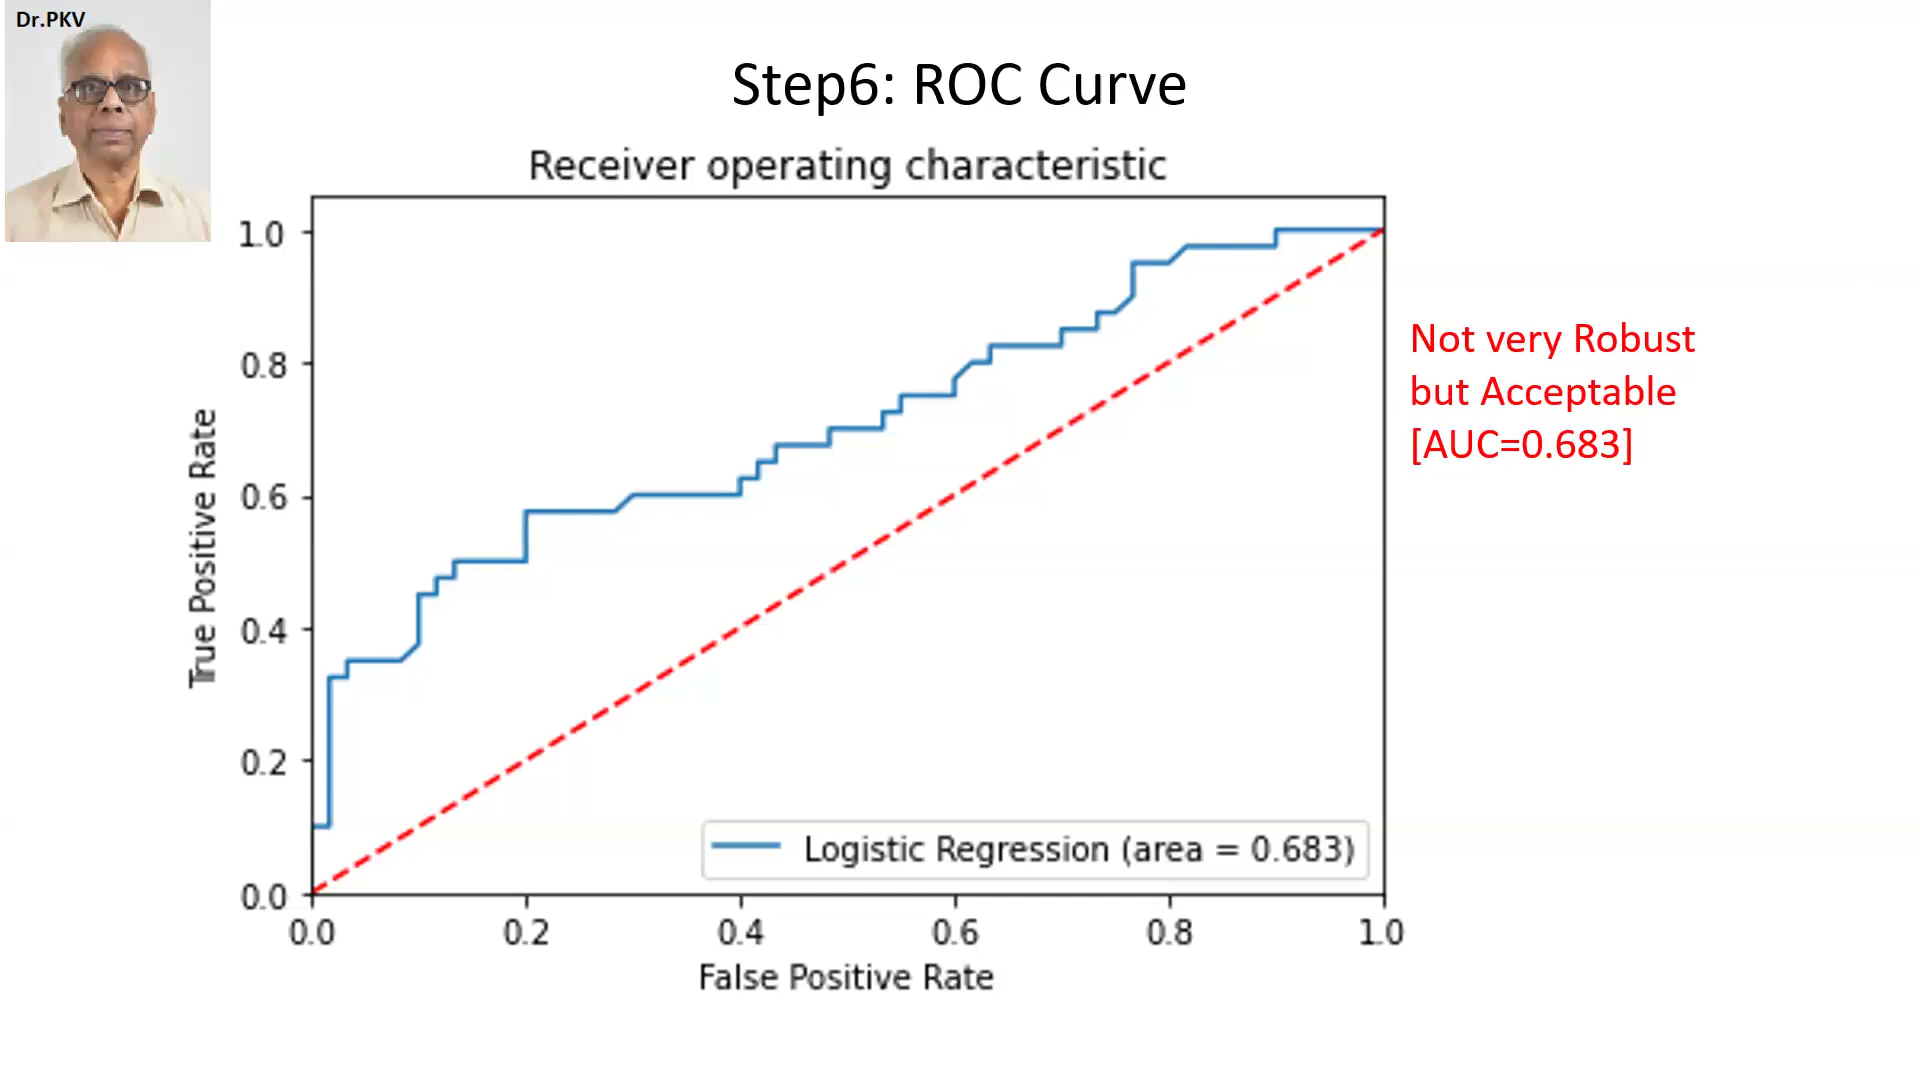 Dr.PKV
Step6: ROC Curve
Receiver operating characteristic
1.0
0.8
0.6
0.4
0.2
0.0
True Positive Rate
Not very Robust
but Acceptable
[AUC=0.683]
Logistic Regression (area = 0.683)
0.0 0.2 0.4 0.6 0.8 1.0
False Positive Rate